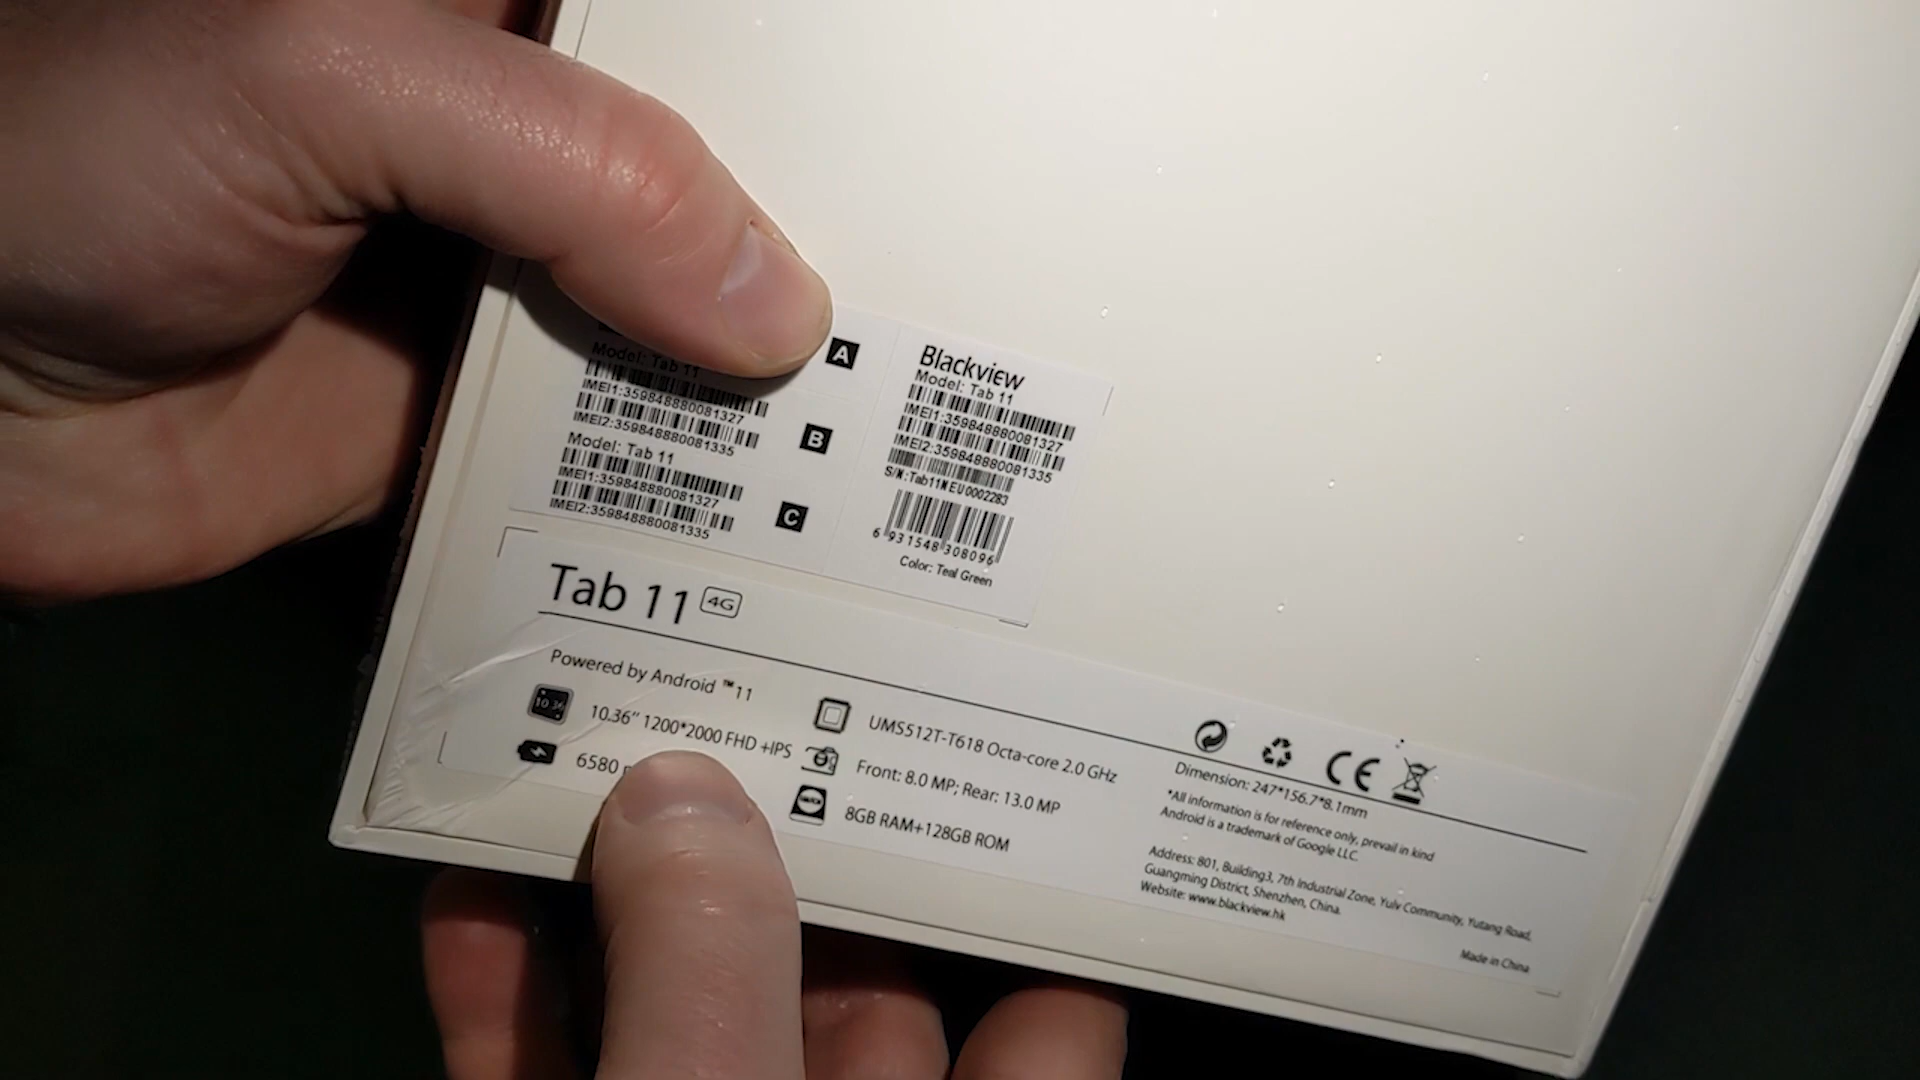 Model: Tab 11
IMEI1:359848880081327
IMEI2:359848880081335
Model: Tab 11
IMEI1:359848880081327
IMEI2:359848880081335
A
B
C
Blackview
Model: Tab 11
IMEI1:359848880081327
IMEI2:359848880081335
S/N:Tab11NEU0002283
6 931548 308096
Color: Teal Green
Tab 11 4G
Powered by Android ™11
10.36
10.36" 1200*2000 FHD +IPS
6580
UMS512T-T618 Octa-core 2.0 GHz
Front: 8.0 MP; Rear: 13.0 MP
8GB RAM+128GB ROM
CE
Dimension: 247*156.7*8.1mm
*All information is for reference only, prevail in kind
Android is a trademark of Google LLC.
Address: 801, Building3, 7th Industrial Zone, Yulv Community, Yutang Road,
Guangming District, Shenzhen, China.
Website: www.blackview.hk
Made in China